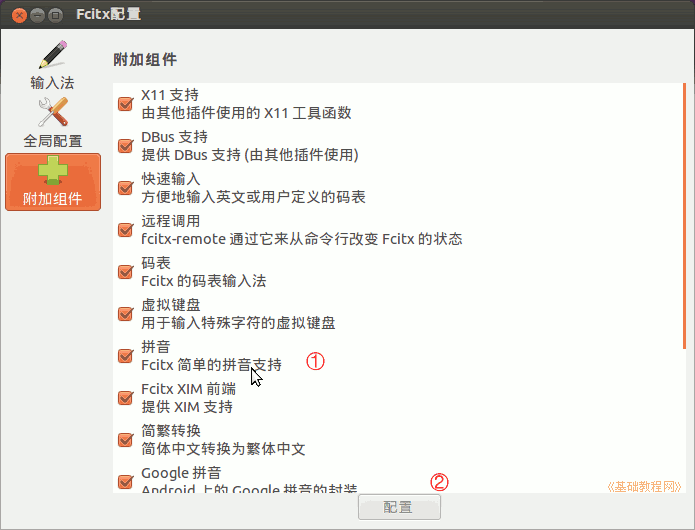 Fcitx配置
输入法
全局配置
附加组件
附加组件
X11 支持
由其他插件使用的 X11 工具函数
DBus 支持
提供 DBus 支持 (由其他插件使用)
快速输入
方便地输入英文或用户定义的码表
远程调用
fcitx-remote 通过它来从命令行改变 Fcitx 的状态
码表
Fcitx 的码表输入法
虚拟键盘
用于输入特殊字符的虚拟键盘
拼音
Fcitx 简单的拼音支持 ①
Fcitx XIM 前端
提供 XIM 支持
简繁转换
简体中文转换为繁体中文
Google 拼音
Android 上的 Google 拼音的封装
②
配置
《基础教程网》